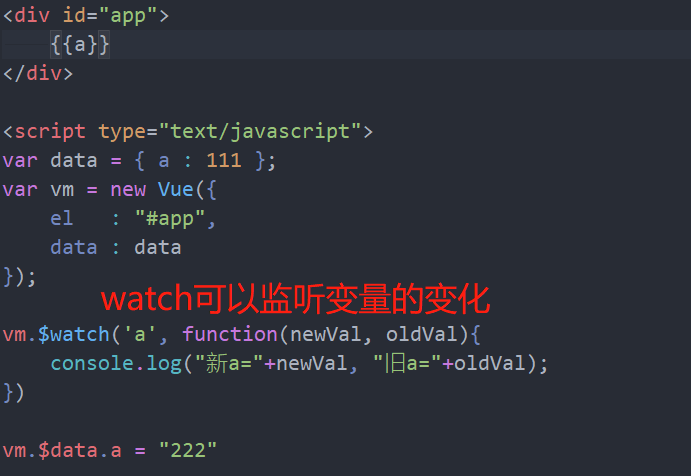 <div id="app">
    {{a}}
</div>
<script type="text/javascript">
var data = { a : 111 };
var vm = new Vue({
    el   : "#app",
    data : data
});
watch可以监听变量的变化
vm.$watch('a', function(newVal, oldVal){
    console.log("新a="+newVal, "旧a="+oldVal);
})
vm.$data.a = "222"